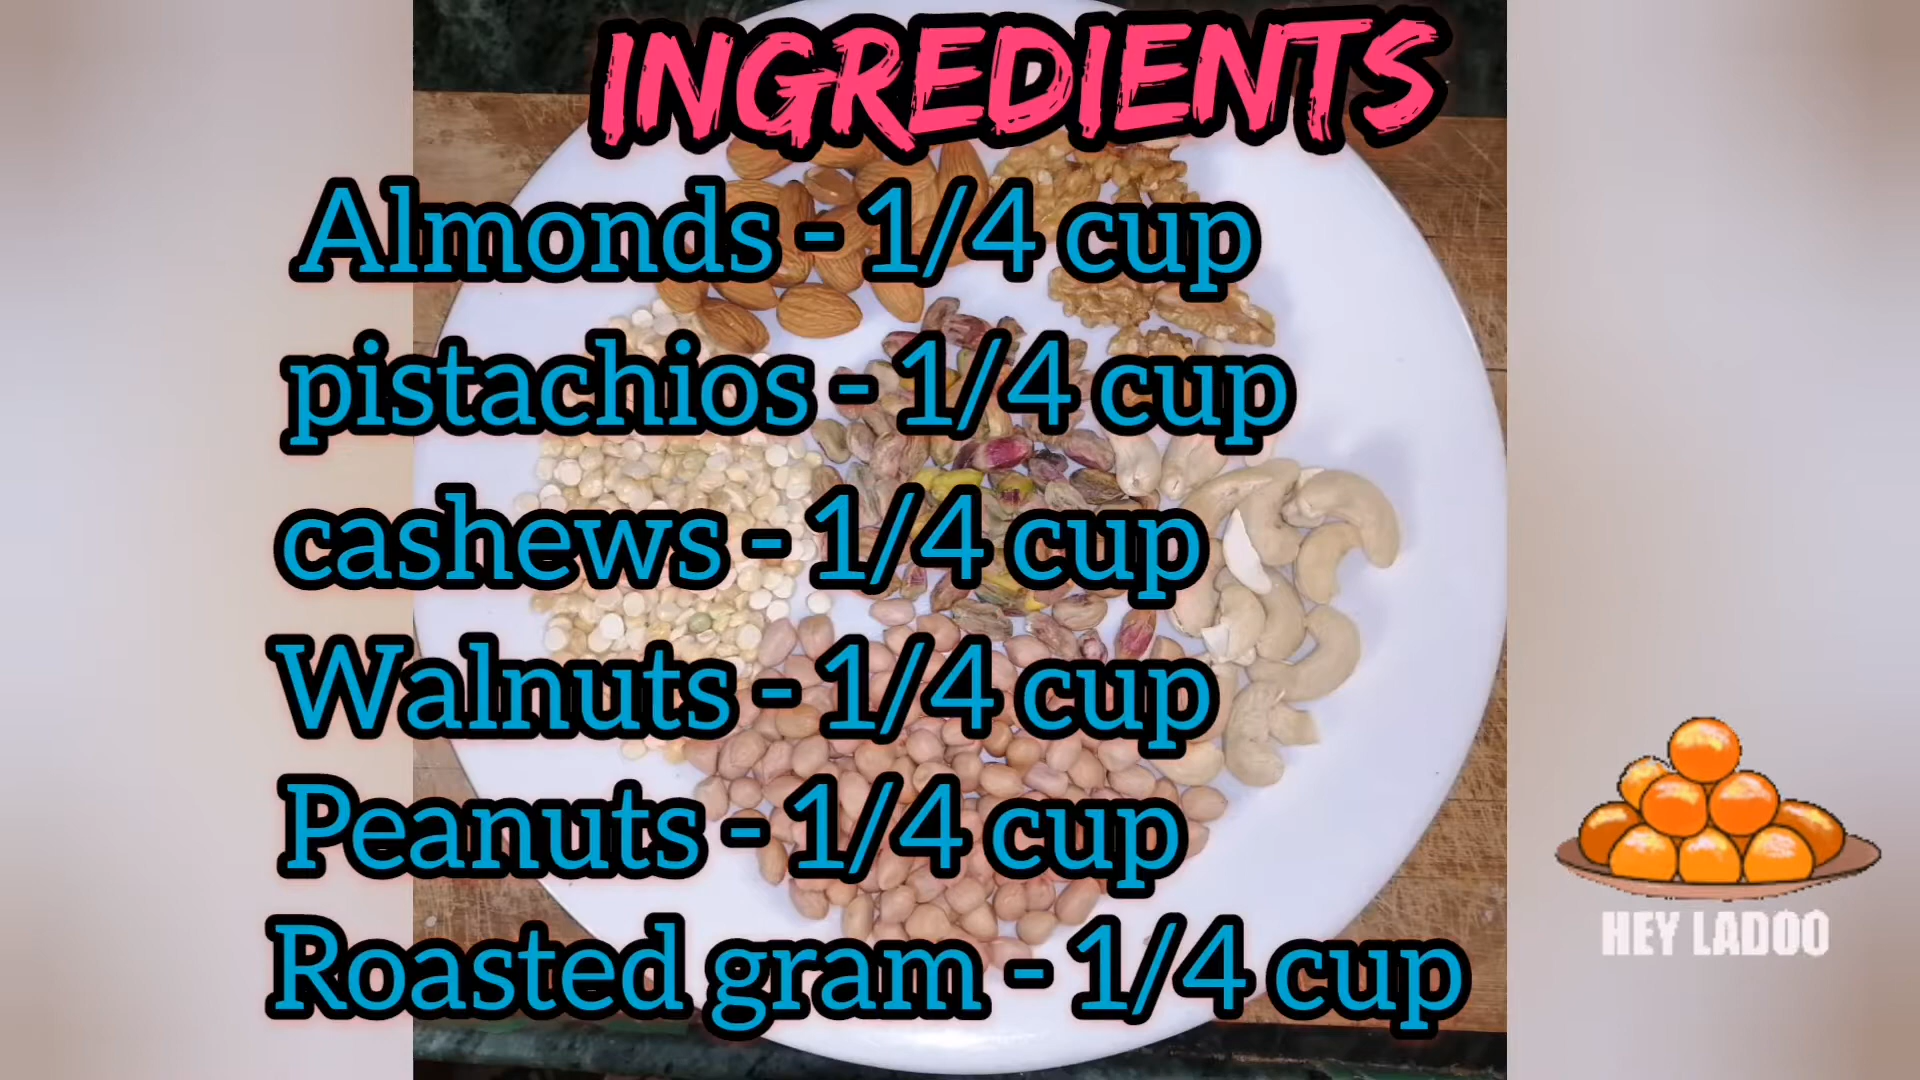 INGREDIENTS
Almonds - 1/4 cup
pistachios - 1/4 cup
cashews - 1/4 cup
Walnuts - 1/4 cup
Peanuts - 1/4 cup
Roasted gram - 1/4 cup
HEY LADOO